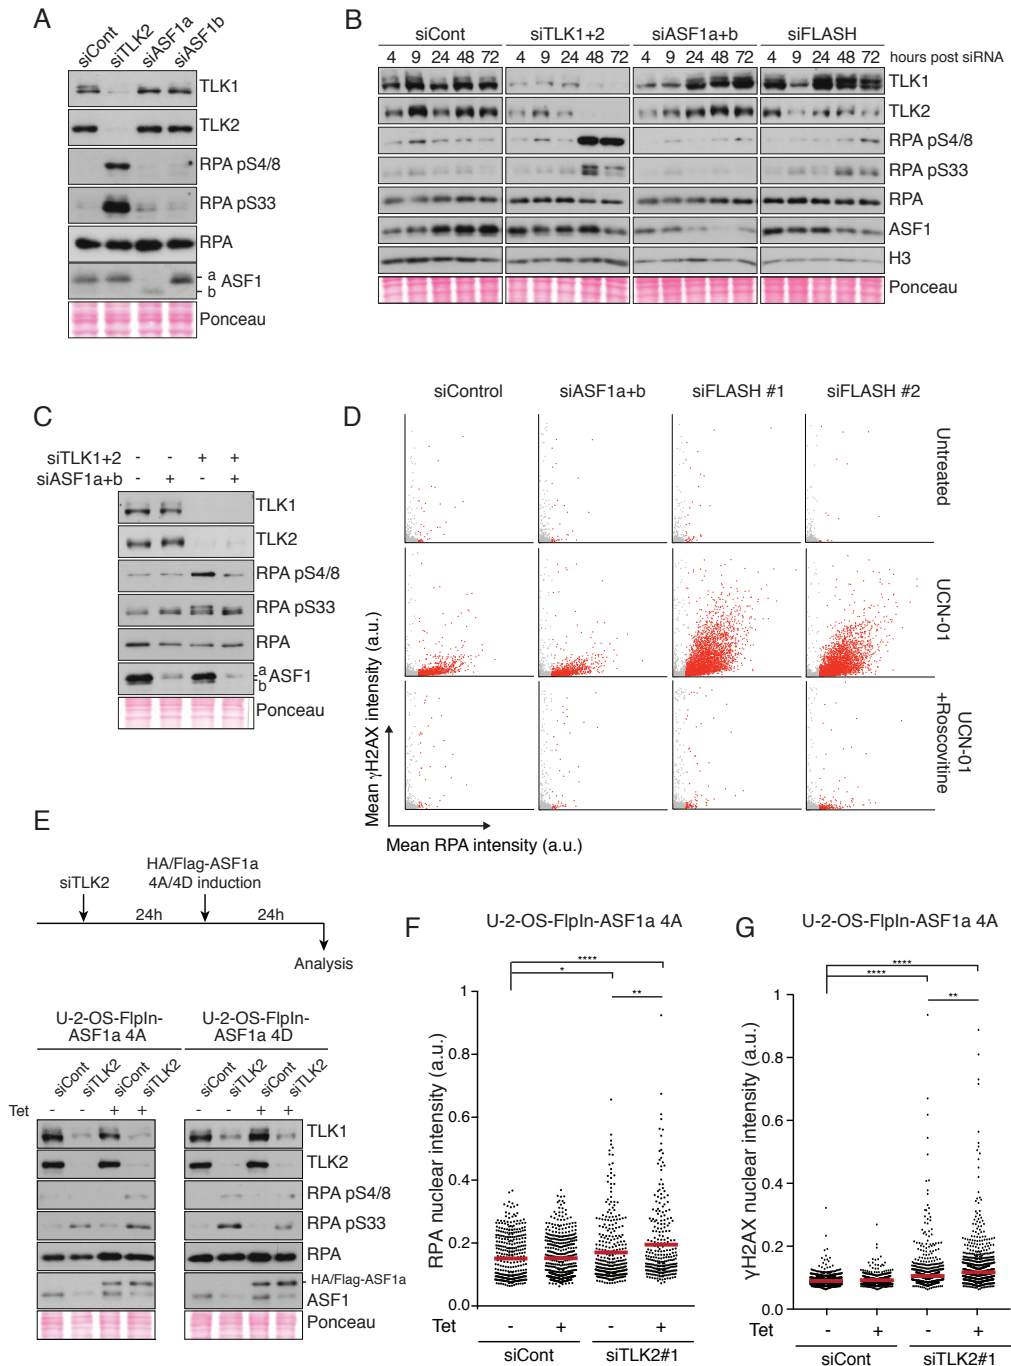 A
siCont
siTLK2
siASF1a
siASF1b
TLK1
TLK2
RPA pS4/8
RPA pS33
RPA
a
ASF1
b
Ponceau
B
siCont siTLK1+2 siASF1a+b siFLASH
4 9 24 48 72 4 9 24 48 72 4 9 24 48 72 4 9 24 48 72 hours post siRNA
TLK1
TLK2
RPA pS4/8
RPA pS33
RPA
ASF1
H3
Ponceau
C
siTLK1+2 - - + +
siASF1a+b - + - +
TLK1
TLK2
RPA pS4/8
RPA pS33
RPA
a
ASF1
b
Ponceau
D
siControl siASF1a+b siFLASH #1 siFLASH #2
Untreated
UCN-01
UCN-01
+Roscovitine
Mean γH2AX intensity (a.u.)
Mean RPA intensity (a.u.)
E
siTLK2
HA/Flag-ASF1a
4A/4D induction
24h 24h
Analysis
U-2-OS-FlpIn-
ASF1a 4A
U-2-OS-FlpIn-
ASF1a 4D
siCont siTLK2 siCont siTLK2 siCont siTLK2 siCont siTLK2
Tet - - + + - - + +
TLK1
TLK2
RPA pS4/8
RPA pS33
RPA
HA/Flag-ASF1a
ASF1
Ponceau
F
U-2-OS-FlpIn-ASF1a 4A
****
*
**
RPA nuclear intensity (a.u.)
1
0.8
0.6
0.4
0.2
0.0
Tet - + - +
siCont siTLK2#1
G
U-2-OS-FlpIn-ASF1a 4A
****
****
**
γH2AX nuclear intensity (a.u.)
1
0.8
0.6
0.4
0.2
0.0
Tet - + - +
siCont siTLK2#1